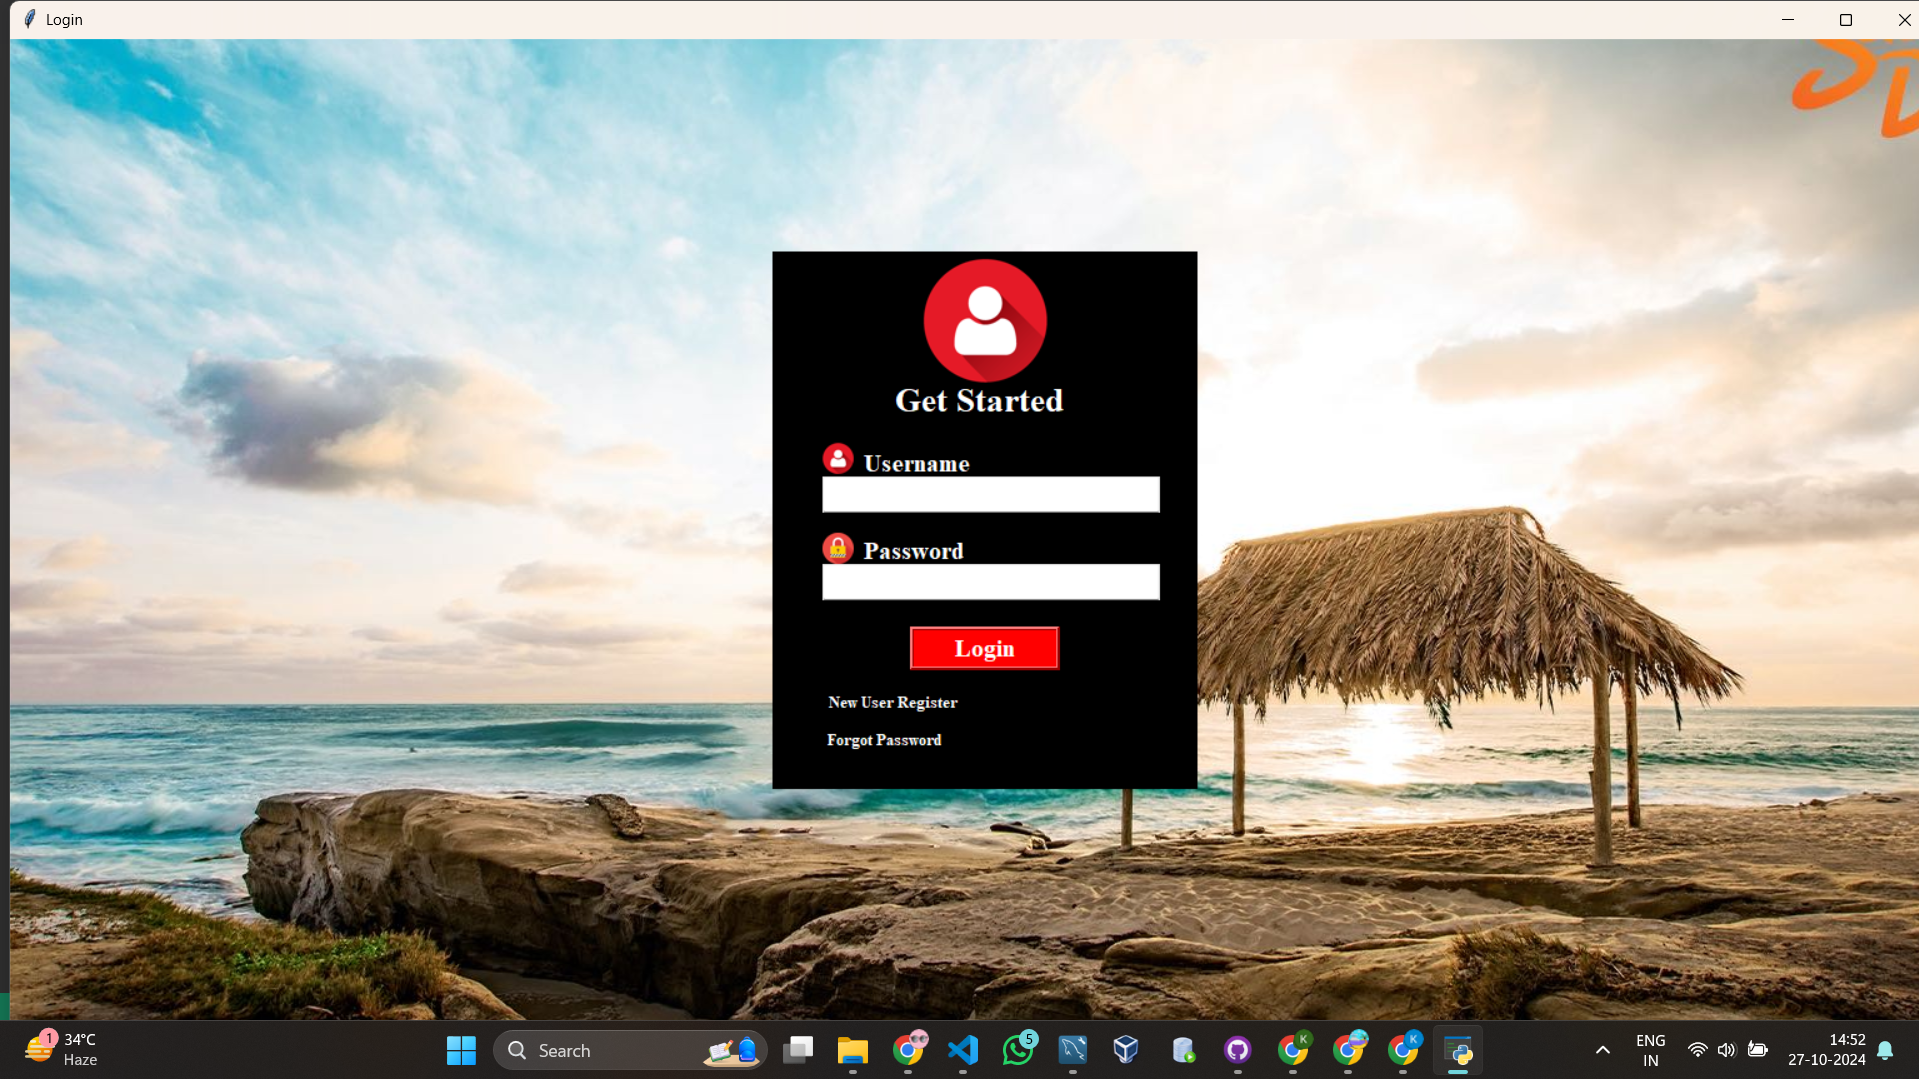 Login
S
D
Get Started
Username
Password
Login
New User Register
Forgot Password
1
34°C
Haze
Search
5
K
K
ENG
IN
14:52
27-10-2024